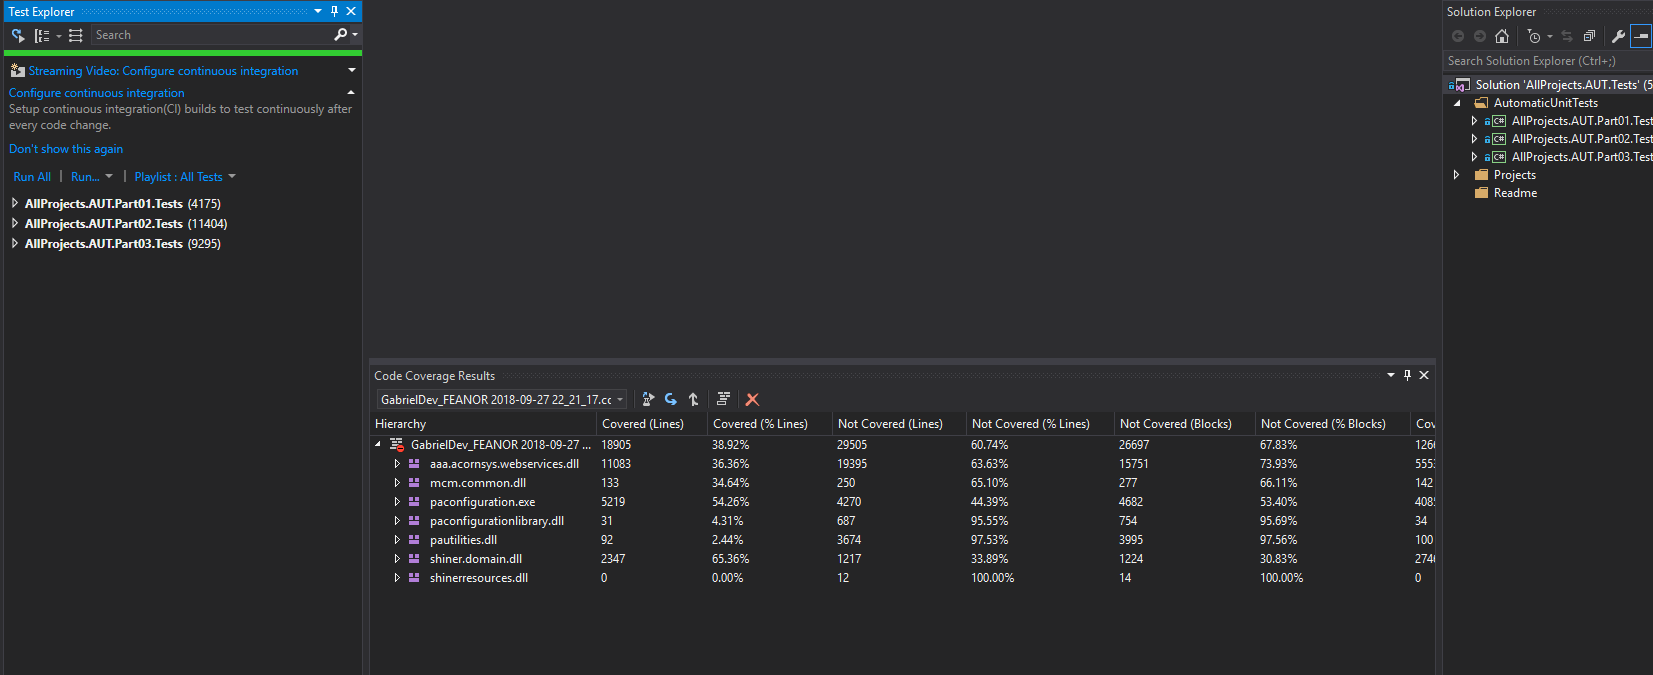 Test Explorer
Search
Streaming Video: Configure continuous integration
Configure continuous integration
Setup continuous integration(CI) builds to test continuously after
every code change.
Don't show this again
Run All | Run... | Playlist : All Tests
AllProjects.AUT.Part01.Tests (4175)
AllProjects.AUT.Part02.Tests (11404)
AllProjects.AUT.Part03.Tests (9295)
Code Coverage Results
GabrielDev_FEANOR 2018-09-27 22_21_17.cc
Hierarchy Covered (Lines) Covered (% Lines) Not Covered (Lines) Not Covered (% Lines) Not Covered (Blocks) Not Covered (% Blocks) Cov
GabrielDev_FEANOR 2018-09-27 ... 18905 38.92% 29505 60.74% 26697 67.83% 126
aaa.acornsys.webservices.dll 11083 36.36% 19395 63.63% 15751 73.93% 555
mcm.common.dll 133 34.64% 250 65.10% 277 66.11% 142
paconfiguration.exe 5219 54.26% 4270 44.39% 4682 53.40% 408
paconfigurationlibrary.dll 31 4.31% 687 95.55% 754 95.69% 34
pautilities.dll 92 2.44% 3674 97.53% 3995 97.56% 100
shiner.domain.dll 2347 65.36% 1217 33.89% 1224 30.83% 274
shinerresources.dll 0 0.00% 12 100.00% 14 100.00% 0
Solution Explorer
Search Solution Explorer (Ctrl+;)
Solution 'AllProjects.AUT.Tests' (5
AutomaticUnitTests
C# AllProjects.AUT.Part01.Test
C# AllProjects.AUT.Part02.Test
C# AllProjects.AUT.Part03.Test
Projects
Readme